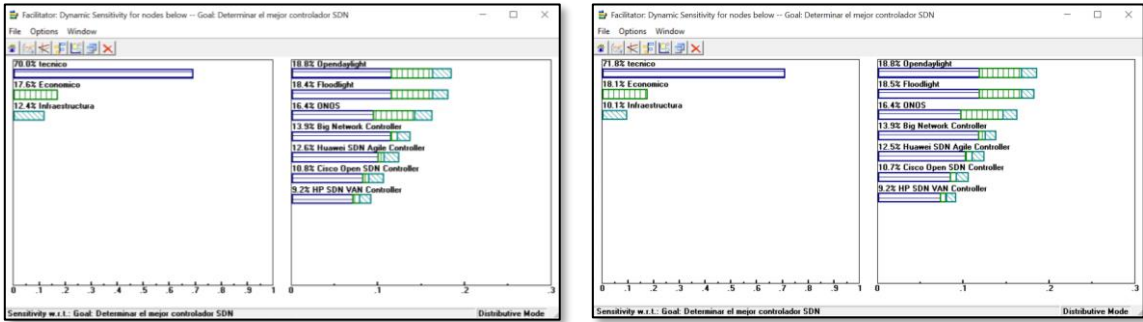 Facilitator: Dynamic Sensitivity for nodes below -- Goal: Determinar el mejor controlador SDN
File Options Window
70.0% tecnico
17.6% Economico
12.4% Infraestructura
0 .1 .2 .3 .4 .5 .6 .7 .8 .9 1
18.8% Opendaylight
18.4% Floodlight
16.4% ONOS
13.9% Big Network Controller
12.6% Huawei SDN Agile Controller
10.8% Cisco Open SDN Controller
9.2% HP SDN VAN Controller
0 .1 .2 .3
Sensitivity w.r.t.: Goal: Determinar el mejor controlador SDN
Distributive Mode
Facilitator: Dynamic Sensitivity for nodes below -- Goal: Determinar el mejor controlador SDN
File Options Window
71.8% tecnico
18.1% Economico
10.1% Infraestructura
0 .1 .2 .3 .4 .5 .6 .7 .8 .9 1
18.8% Opendaylight
18.5% Floodlight
16.4% ONOS
13.9% Big Network Controller
12.5% Huawei SDN Agile Controller
10.7% Cisco Open SDN Controller
9.2% HP SDN VAN Controller
0 .1 .2 .3
Sensitivity w.r.t.: Goal: Determinar el mejor controlador SDN
Distributive Mode